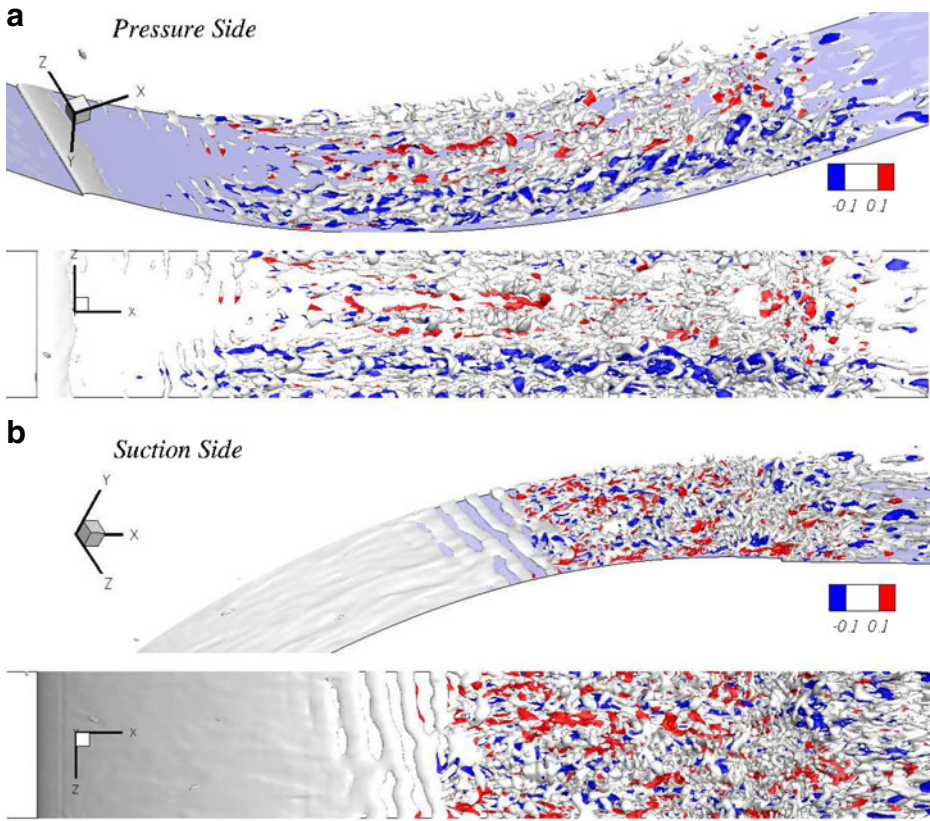 a
Pressure Side
Z
X
Y
-0.1 0.1
Z
X
b
Suction Side
Y
X
Z
-0.1 0.1
X
Z